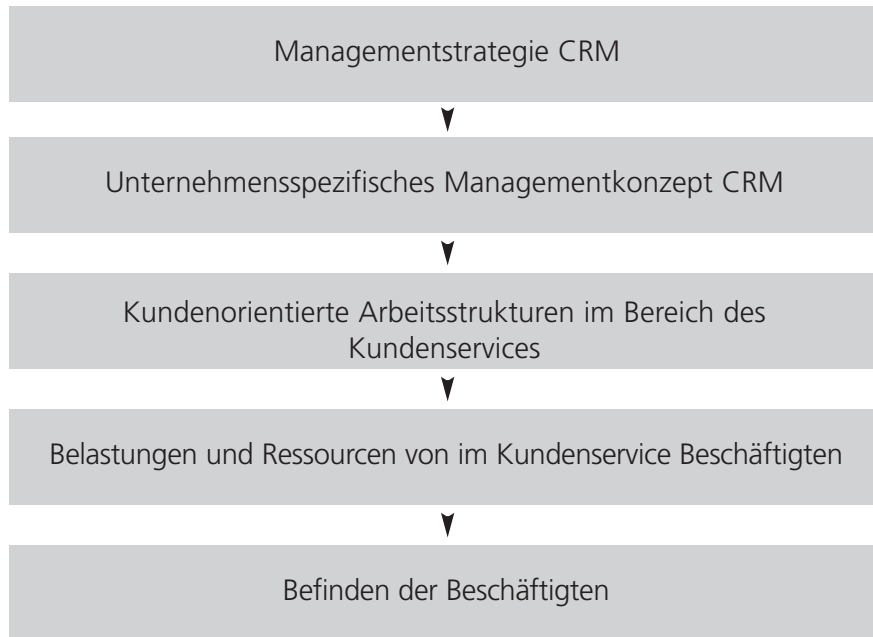 Managementstrategie CRM
Unternehmensspezifisches Managementkonzept CRM
Kundenorientierte Arbeitsstrukturen im Bereich des
Kundenservices
Belastungen und Ressourcen von im Kundenservice Beschäftigten
Befinden der Beschäftigten